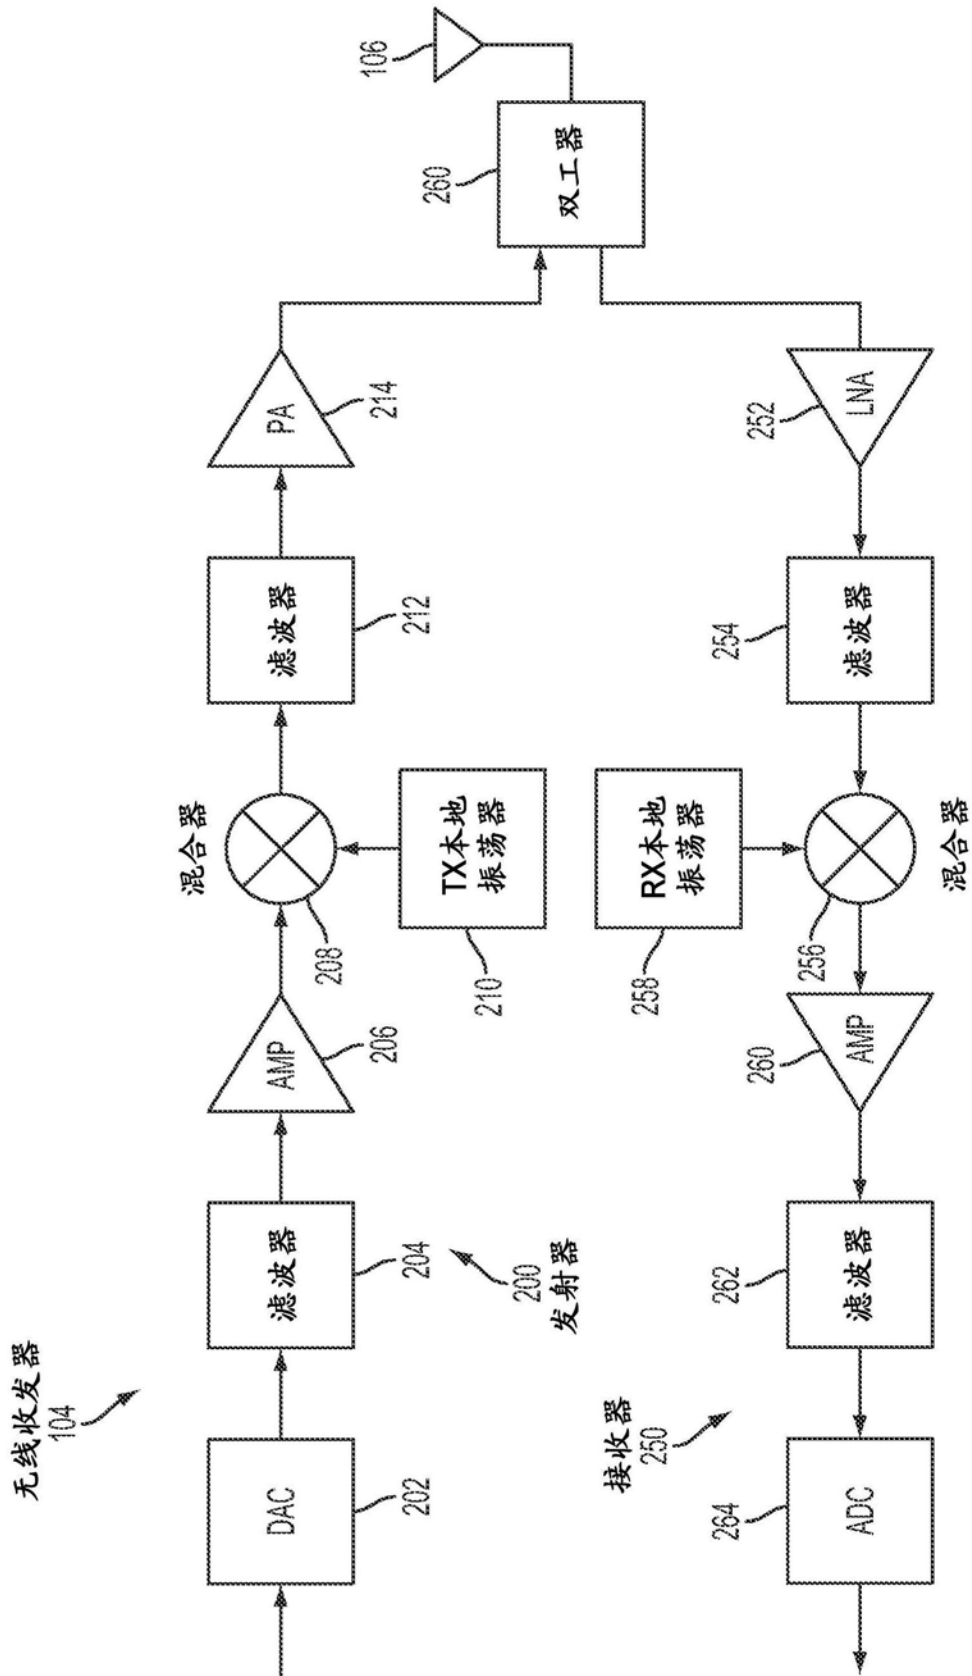 无线收发器
104
DAC
202
滤波器
204
AMP
206
混合器
208
TX本地
振荡器
210
滤波器
212
PA
214
200
发射器
双工器
260
106
接收器
250
ADC
264
滤波器
262
AMP
260
混合器
256
RX本地
振荡器
258
滤波器
254
LNA
252